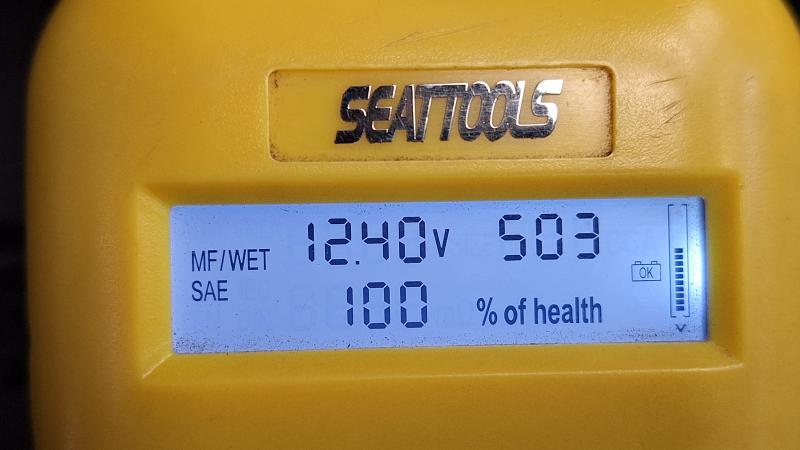 SEATTOOLS
MF/WET 12.40V 503
SAE 100 % of health
OK
V